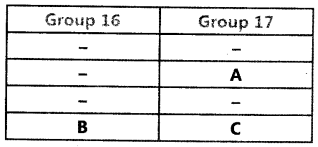 Group 16 Group 17
– –
– A
– –
B C